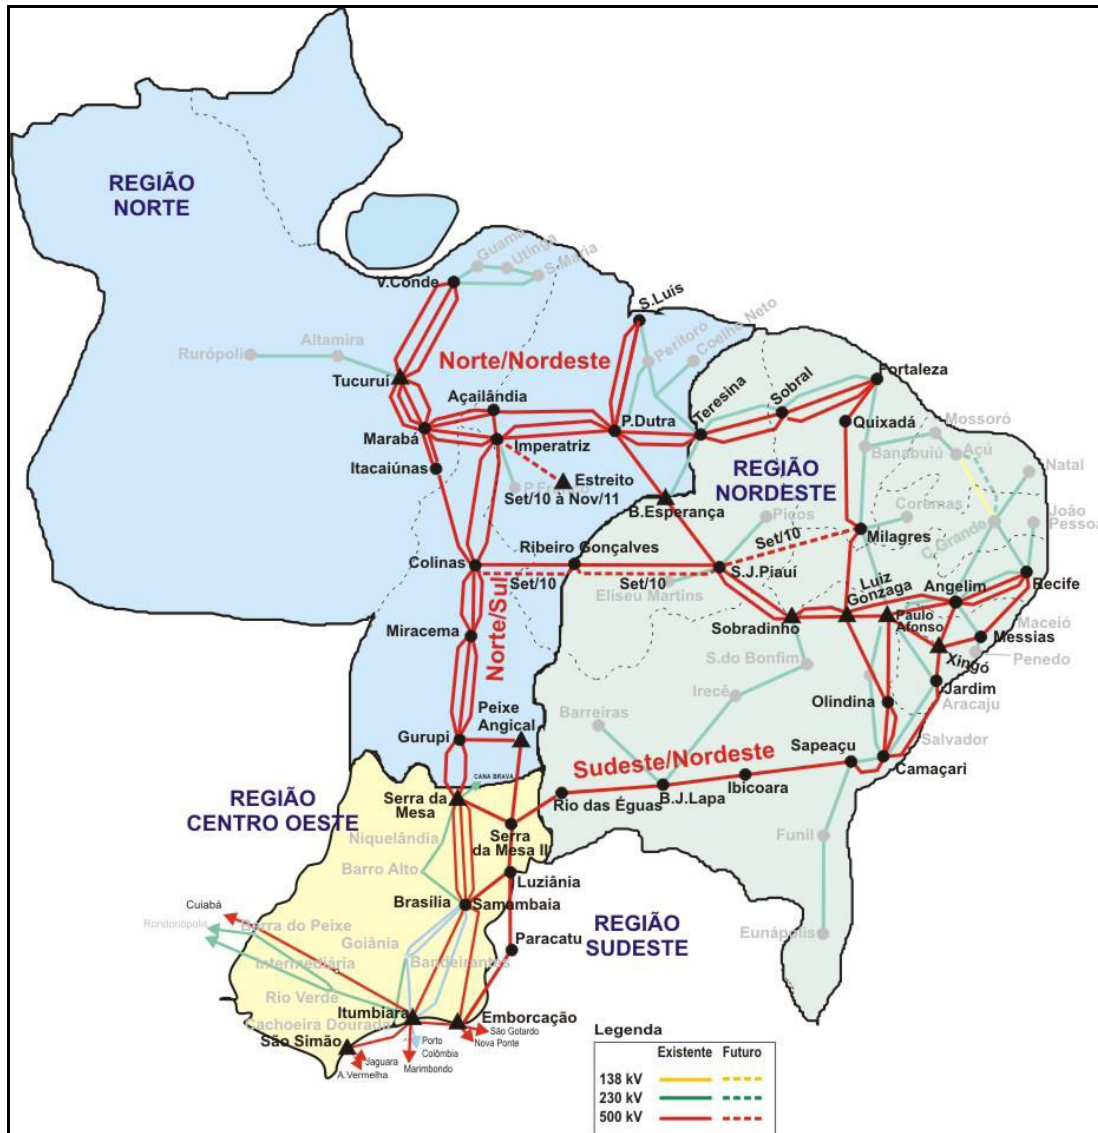 REGIÃO
NORTE
Guamá
Utinga
S.Maria
V.Conde
S.Luís
Peritoró
Coelho Neto
Rurópoli
Altamira
Tucuruí
Norte/Nordeste
Açailândia
Teresina
Sobral
Fortaleza
Marabá
Imperatriz
P.Dutra
Quixadá
Mossoró
Itacaiúnas
Estreito
Set/10 à Nov/11
REGIÃO
NORDESTE
Banabuiú
Açú
Natal
B.Esperança
Picos
Coremas
João
Pessoa
C.Grande
Milagres
Set/10
Colinas
Ribeiro Gonçalves
Set/10
Set/10
S.J.Piauí
Eliseu Martins
Luiz
Gonzaga
Angelim
Recife
Miracema
Norte/Sul
Sobradinho
Paulo
Afonso
Maceió
Messias
Penedo
Xingó
S.do Bonfim
Irecê
Jardim
Aracaju
Peixe
Angical
Gurupi
Barreiras
Olindina
Salvador
Sudeste/Nordeste
Sapeaçu
Camaçari
CANA BRAVA
REGIÃO
CENTRO OESTE
Serra da
Mesa
Rio das Éguas
B.J.Lapa
Ibicoara
Niquelândia
Serra
da Mesa II
Funil
Barro Alto
Luziânia
Brasília
Samambaia
REGIÃO
SUDESTE
Cuiabá
Rondonópolis
Barra do Peixe
Goiânia
Bandeirantes
Paracatu
Eunápolis
Intermediária
Rio Verde
Itumbiara
Emborcação
Cachoeira Dourada
São Simão
São Gotardo
Nova Ponte
Porto
Colômbia
Jaguara
Marimbondo
A.Vermelha
Legenda
Existente Futuro
138 kV
230 kV
500 kV